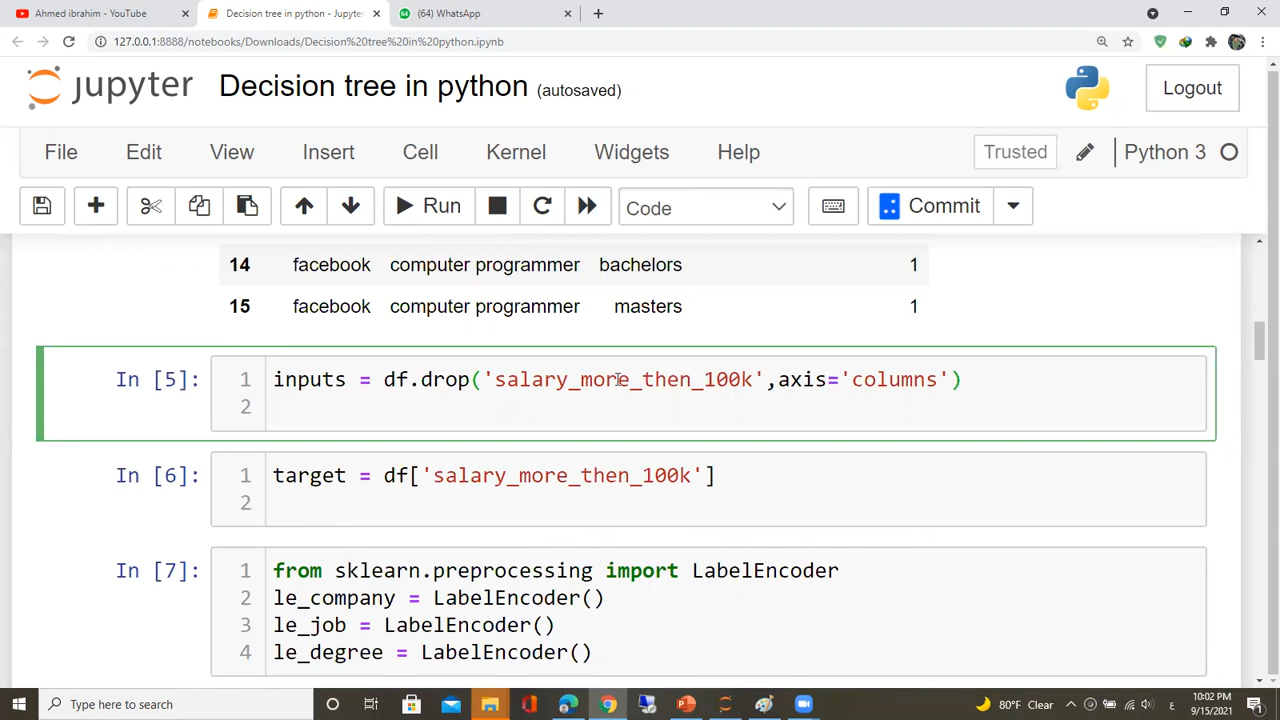 Ahmed ibrahim - YouTube
Decision tree in python - Jupyter
(64) WhatsApp
127.0.0.1:8888/notebooks/Downloads/Decision%20tree%20in%20python.ipynb
jupyter Decision tree in python (autosaved)
Logout
File Edit View Insert Cell Kernel Widgets Help
Trusted
Python 3
Run
Code
Commit
14 facebook computer programmer bachelors 1
15 facebook computer programmer masters 1
In [5]: 1 inputs = df.drop('salary_more_then_100k',axis='columns')
2
In [6]: 1 target = df['salary_more_then_100k']
2
In [7]: 1 from sklearn.preprocessing import LabelEncoder
2 le_company = LabelEncoder()
3 le_job = LabelEncoder()
4 le_degree = LabelEncoder()
Type here to search
80°F Clear
ع
10:02 PM
9/15/2021